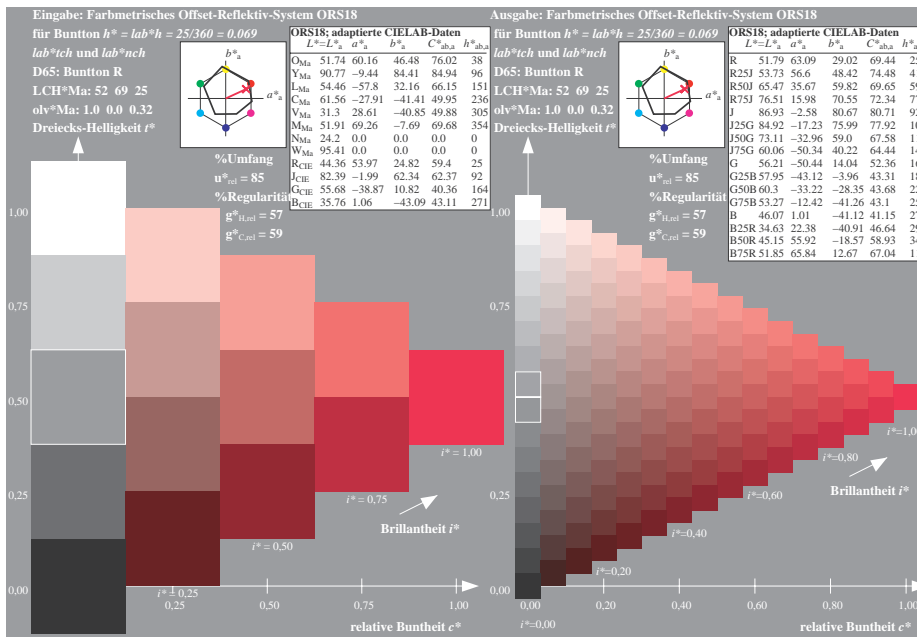 Eingabe: Farbmetrisches Offset-Reflektiv-System ORS18
für Buntton h* = lab*h = 25/360 = 0.069
lab*tch und lab*nch
D65: Buntton R
LCH*Ma: 52 69 25
olv*Ma: 1.0 0.0 0.32
Dreiecks-Helligkeit t*
b*a
a*a
%Umfang
u*rel = 85
%Regularität
g*H,rel = 57
g*C,rel = 59
ORS18; adaptierte CIELAB-Daten
L*=L*a a*a b*a C*ab,a h*ab,a
OMa 51.74 60.16 46.48 76.02 38
YMa 90.77 −9.44 84.41 84.94 96
LMa 54.46 −57.8 32.16 66.15 151
CMa 61.56 −27.91 −41.41 49.95 236
VMa 31.3 28.61 −40.85 49.88 305
MMa 51.91 69.26 −7.69 69.68 354
NMa 24.2 0.0 0.0 0.0 0
WMa 95.41 0.0 0.0 0.0 0
RCIE 44.36 53.97 24.82 59.4 25
JCIE 82.39 −1.99 62.34 62.37 92
GCIE 55.68 −38.87 10.82 40.36 164
BCIE 35.76 1.06 −43.09 43.11 271
1,00
0,75
0,50
0,25
0,00
i* = 1,00
i* = 0,75
i* = 0,50
i* = 0,25
Brillantheit i*
0,25 0,50 0,75 1,00
relative Buntheit c*
Ausgabe: Farbmetrisches Offset-Reflektiv-System ORS18
für Buntton h* = lab*h = 25/360 = 0.069
lab*tch und lab*nch
D65: Buntton R
LCH*Ma: 52 69 25
olv*Ma: 1.0 0.0 0.32
Dreiecks-Helligkeit t*
b*a
a*a
%Umfang
u*rel = 85
%Regularität
g*H,rel = 57
g*C,rel = 59
ORS18; adaptierte CIELAB-Daten
L*=L*a a*a b*a C*ab,a h*ab,a
R 51.79 63.09 29.02 69.44
R25J 53.73 56.6 48.42 74.48
R50J 65.47 35.67 59.82 69.65
R75J 76.51 15.98 70.55 72.34
J 86.93 −2.58 80.67 80.71
J25G 84.92 −17.23 75.99 77.92
J50G 73.11 −32.96 59.0 67.58
J75G 60.06 −50.34 40.22 64.44
G 56.21 −50.44 14.04 52.36
G25B 57.95 −43.12 −3.96 43.31
G50B 60.3 −33.22 −28.35 43.68
G75B 53.27 −12.42 −41.26 43.1
B 46.07 1.01 −41.12 41.15
B25R 34.63 22.38 −40.91 46.64
B50R 45.15 55.92 −18.57 58.93
B75R 51.85 65.84 12.67 67.04
1,00
0,75
0,50
0,25
0,00
i*=1,00
i*=0,80
i*=0,60
i*=0,40
i*=0,20
i*=0,00
Brillantheit i*
0,00 0,20 0,40 0,60 0,80 1,00
relative Buntheit c*